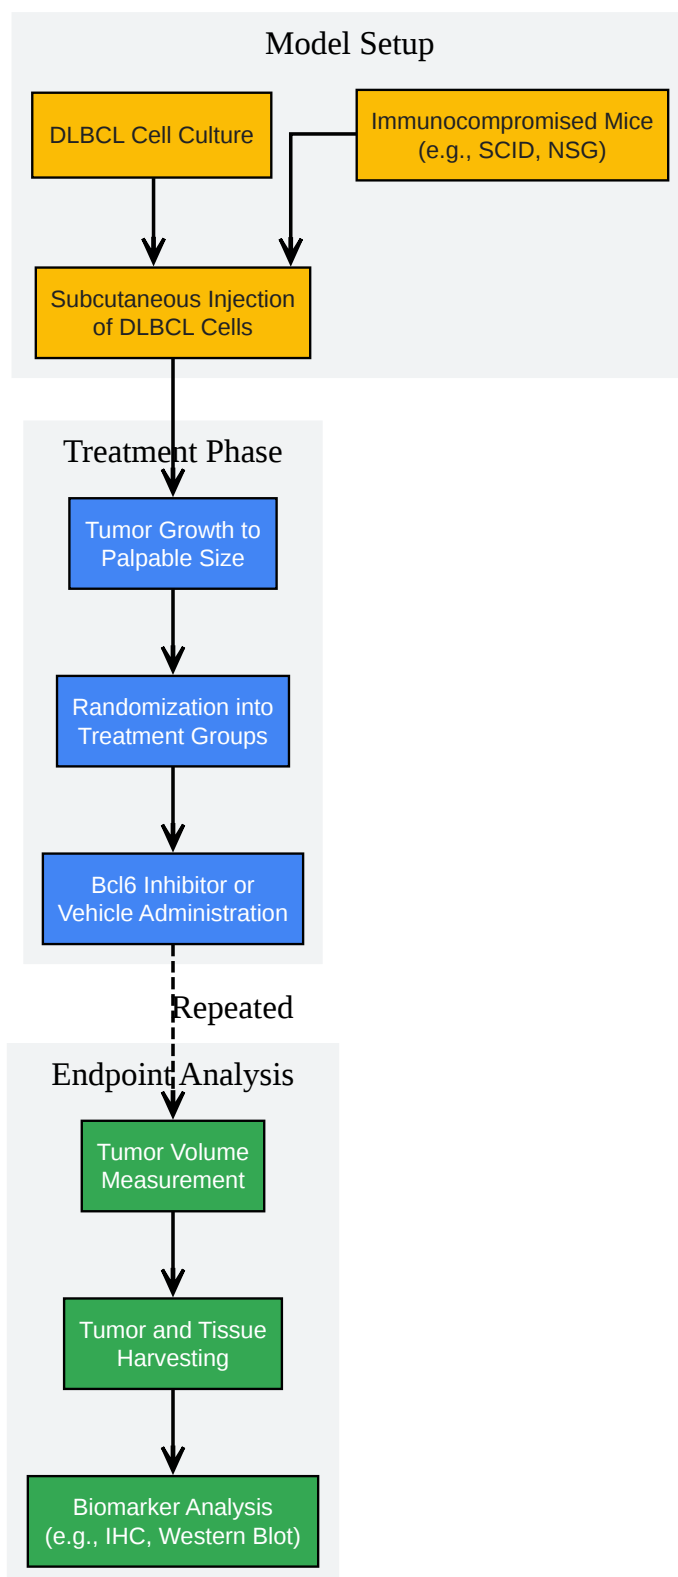 Model Setup
DLBCL Cell Culture
Immunocompromised Mice
(e.g., SCID, NSG)
Subcutaneous Injection
of DLBCL Cells
Treatment Phase
Tumor Growth to
Palpable Size
Randomization into
Treatment Groups
Bcl6 Inhibitor or
Vehicle Administration
Repeated
Endpoint Analysis
Tumor Volume
Measurement
Tumor and Tissue
Harvesting
Biomarker Analysis
(e.g., IHC, Western Blot)